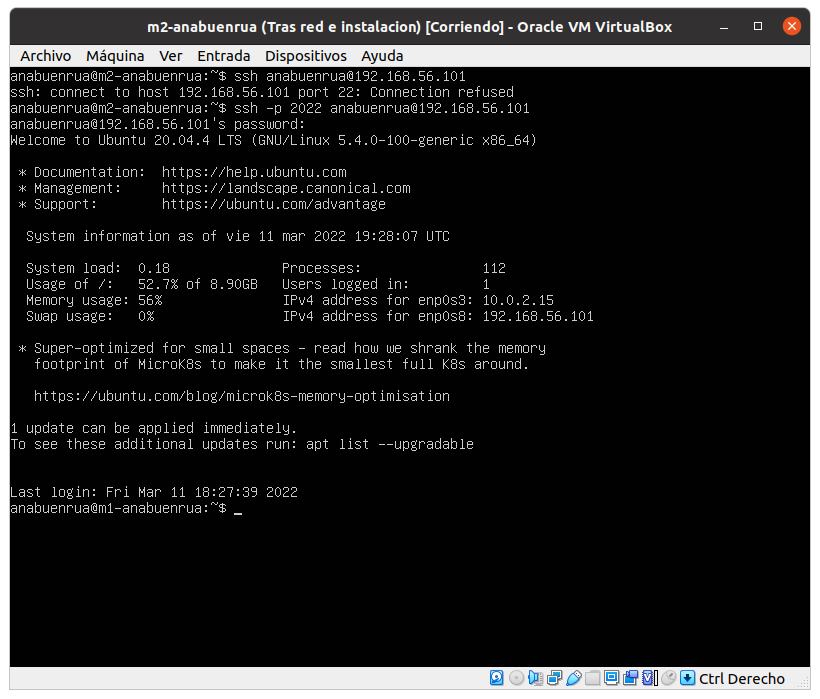 m2-anabuenrua (Tras red e instalacion) [Corriendo] - Oracle VM VirtualBox
Archivo Máquina Ver Entrada Dispositivos Ayuda
anabuenrua@m2-anabuenrua:~$ ssh anabuenrua@192.168.56.101
ssh: connect to host 192.168.56.101 port 22: Connection refused
anabuenrua@m2-anabuenrua:~$ ssh -p 2022 anabuenrua@192.168.56.101
anabuenrua@192.168.56.101's password:
Welcome to Ubuntu 20.04.4 LTS (GNU/Linux 5.4.0-100-generic x86_64)
* Documentation: https://help.ubuntu.com
* Management: https://landscape.canonical.com
* Support: https://ubuntu.com/advantage
System information as of vie 11 mar 2022 19:28:07 UTC
System load: 0.18 Processes: 112
Usage of /: 52.7% of 8.90GB Users logged in: 1
Memory usage: 56% IPv4 address for enp0s3: 10.0.2.15
Swap usage: 0% IPv4 address for enp0s8: 192.168.56.101
* Super-optimized for small spaces - read how we shrank the memory
footprint of MicroK8s to make it the smallest full K8s around.
https://ubuntu.com/blog/microk8s-memory-optimisation
1 update can be applied immediately.
To see these additional updates run: apt list --upgradable
Last login: Fri Mar 11 18:27:39 2022
anabuenrua@m1-anabuenrua:~$ _
Ctrl Derecho